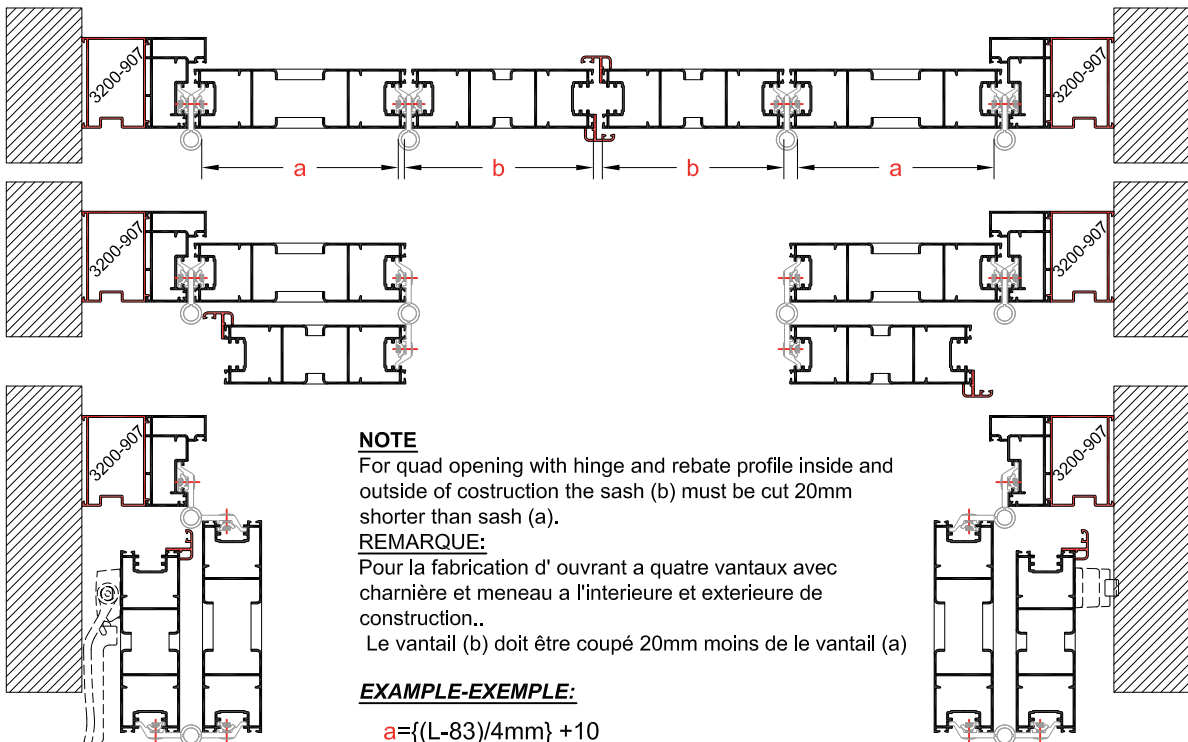 3200-907
3200-907
a
b
b
a
3200-907
3200-907
3200-907
3200-907
NOTE
For quad opening with hinge and rebate profile inside and
outside of costruction the sash (b) must be cut 20mm
shorter than sash (a).
REMARQUE:
Pour la fabrication d' ouvrant a quatre vantaux avec
charnière et meneau a l'interieure et exterieure de
construction..
Le vantail (b) doit être coupé 20mm moins de le vantail (a)
EXAMPLE-EXEMPLE:
a={(L-83)/4mm} +10